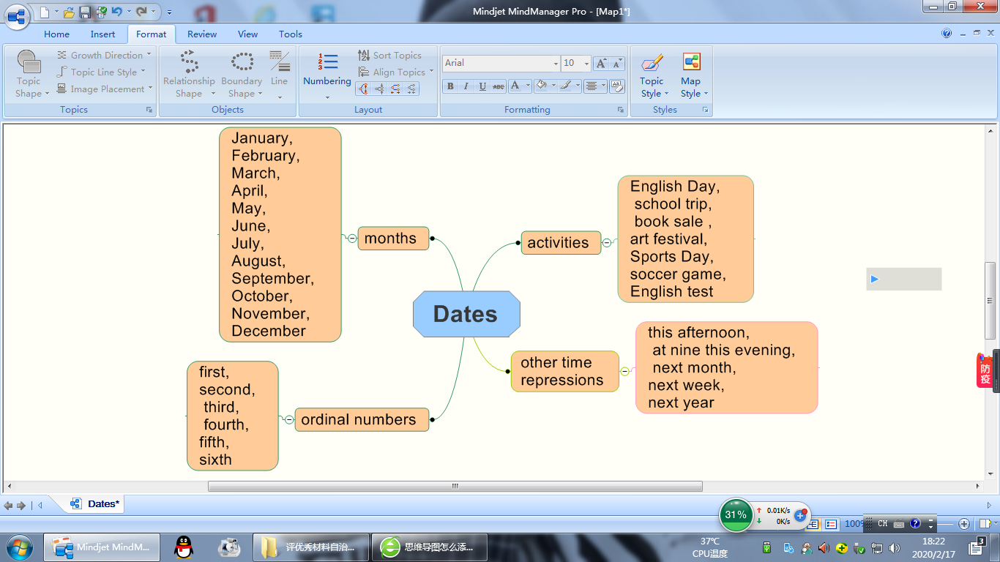 Mindjet MindManager Pro - [Map1*]
Home Insert Format Review View Tools
Growth Direction
Sort Topics
Arial 10
Topic Line Style
Align Topics
Topic Shape
Image Placement
Relationship Shape
Boundary Shape
Line
Numbering
B I U ABC A
Topic Style
Map Style
Topics Objects Layout Formatting Styles
January,
February,
March,
April,
May,
June,
July,
August,
September,
October,
November,
December
months
English Day,
school trip,
book sale ,
art festival,
Sports Day,
soccer game,
English test
activities
Dates
other time
repressions
this afternoon,
at nine this evening,
next month,
next week,
next year
first,
second,
third,
fourth,
fifth,
sixth
ordinal numbers
防疫
Dates*
31%
0.01K/s
0K/s
100%
CH
Mindjet MindM...
评优秀材料自治...
思维导图怎么添...
37℃
CPU温度
18:22
2020/2/17
3